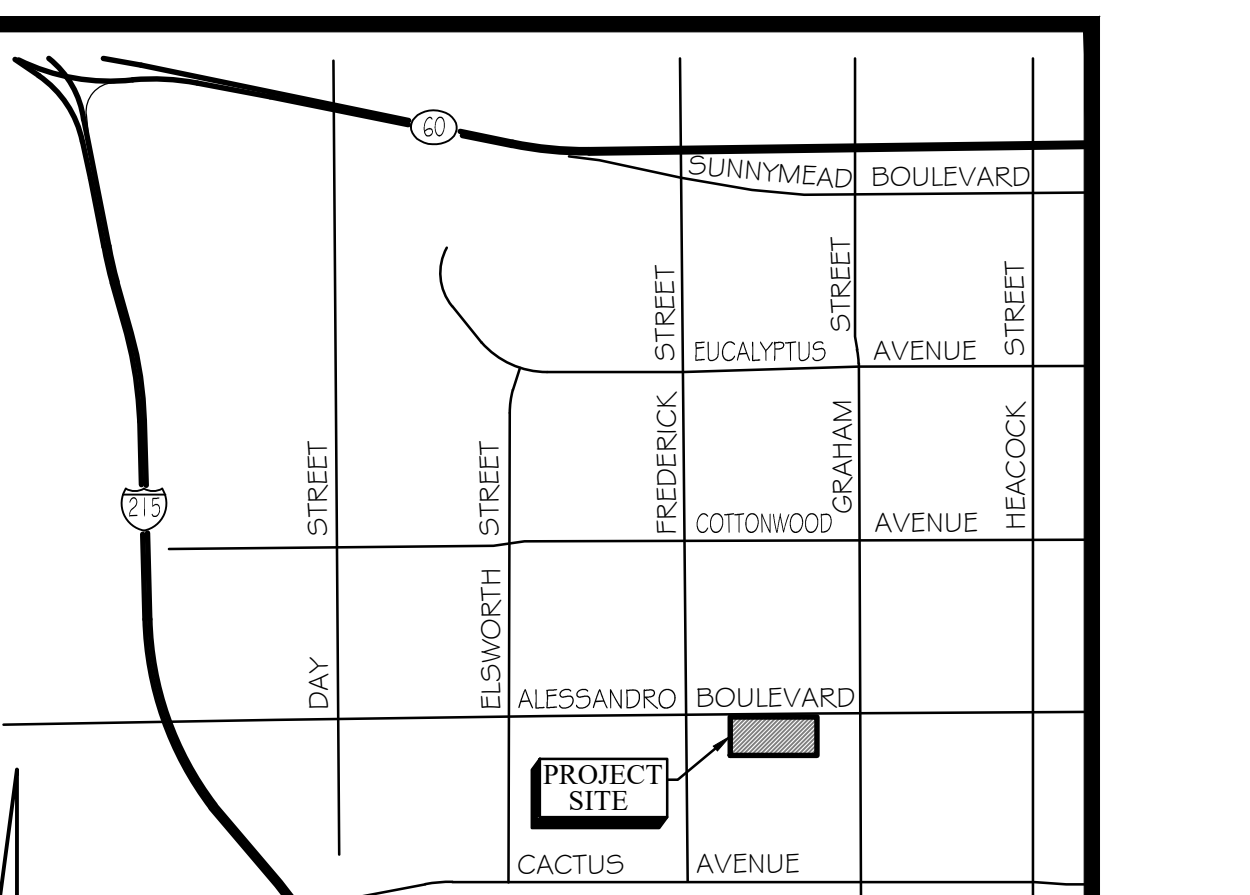 60
SUNNYMEAD BOULEVARD
STREET
STREET
STREET
EUCALYPTUS AVENUE
FREDERICK
GRAHAM
HEACOCK
STREET
STREET
215
COTTONWOOD AVENUE
DAY
ELSWORTH
ALESSANDRO BOULEVARD
PROJECT
SITE
CACTUS AVENUE